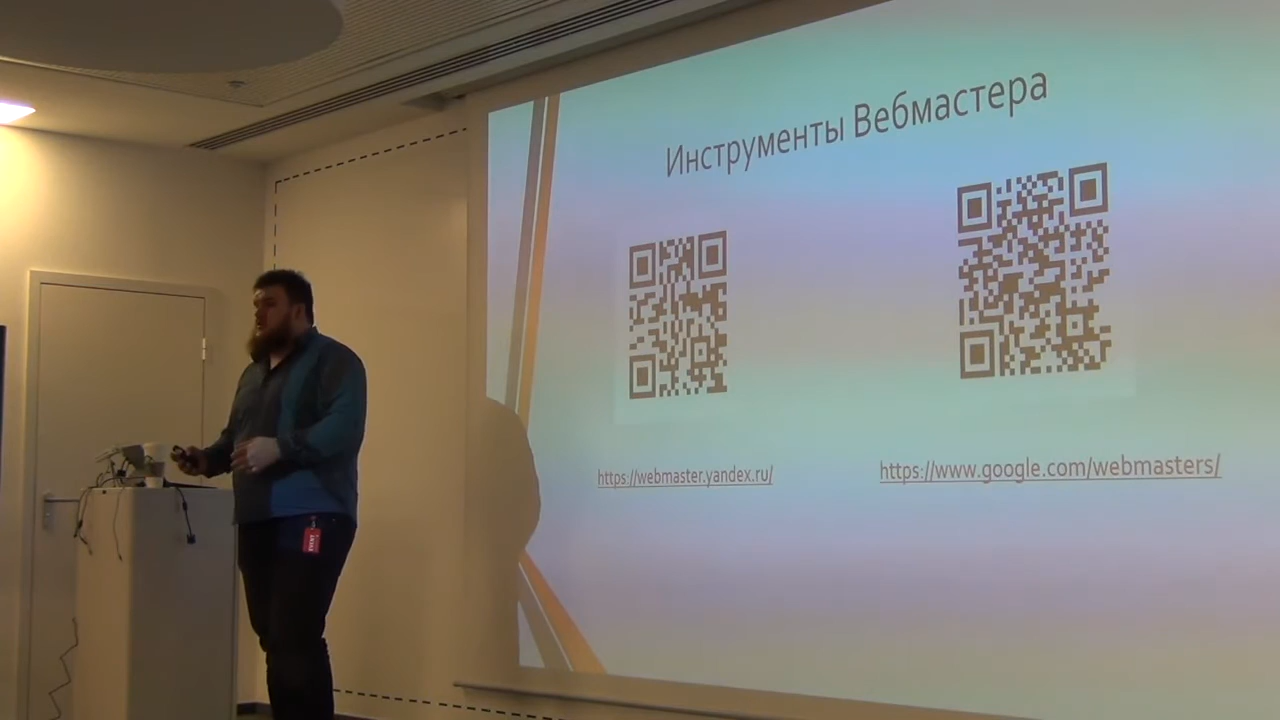 Инструменты Вебмастера
https://webmaster.yandex.ru/
https://www.google.com/webmasters/